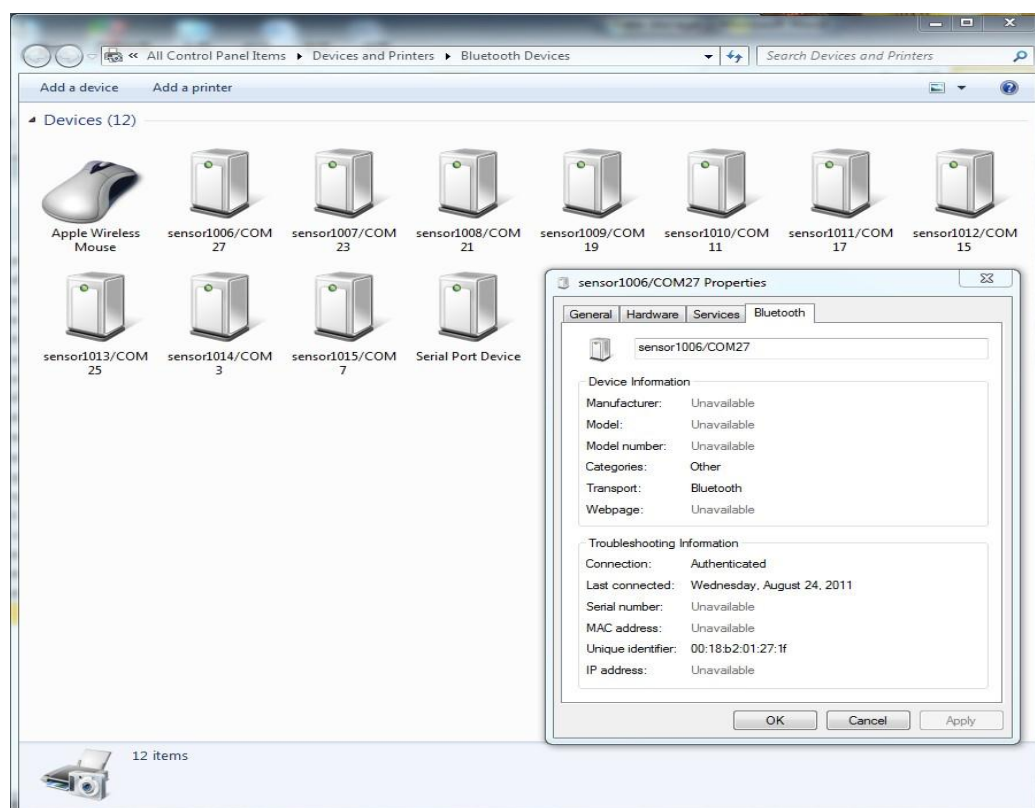 « All Control Panel Items ▸ Devices and Printers ▸ Bluetooth Devices
Search Devices and Printers
Add a device Add a printer
Devices (12)
Apple Wireless
Mouse
sensor1006/COM
27
sensor1007/COM
23
sensor1008/COM
21
sensor1009/COM
19
sensor1010/COM
11
sensor1011/COM
17
sensor1012/COM
15
sensor1013/COM
25
sensor1014/COM
3
sensor1015/COM
7
Serial Port Device
sensor1006/COM27 Properties
General Hardware Services Bluetooth
sensor1006/COM27
Device Information
Manufacturer: Unavailable
Model: Unavailable
Model number: Unavailable
Categories: Other
Transport: Bluetooth
Webpage: Unavailable
Troubleshooting Information
Connection: Authenticated
Last connected: Wednesday, August 24, 2011
Serial number: Unavailable
MAC address: Unavailable
Unique identifier: 00:18:b2:01:27:1f
IP address: Unavailable
OK Cancel Apply
12 items